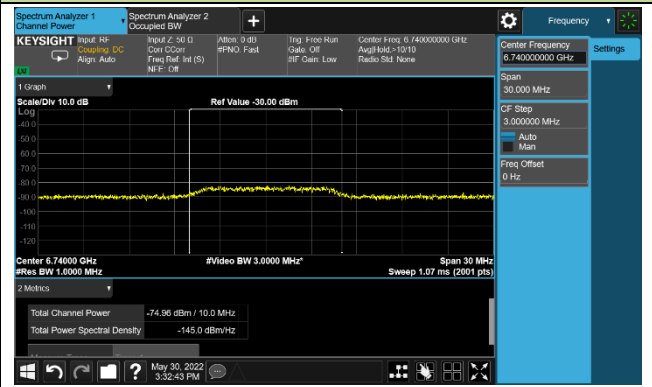 Spectrum Analyzer 1
Channel Power
Spectrum Analyzer 2
Occupied BW
Frequency
KEYSIGHT
Input: RF
Coupling: DC
Align: Auto
Input Z: 50 Ω
Corr CCorr
Freq Ref: Int (S)
NFE: Off
Atten: 0 dB
#PNO: Fast
Trig: Free Run
Gate: Off
#IF Gain: Low
Center Freq: 6.740000000 GHz
Avg|Hold:>10/10
Radio Std: None
LU
Center Frequency
6.740000000 GHz
Settings
Span
30.000 MHz
CF Step
3.000000 MHz
Auto
Man
Freq Offset
0 Hz
1 Graph
Scale/Div 10.0 dB
Ref Value -30.00 dBm
Log
-40.0
-50.0
-60.0
-70.0
-80.0
-90.0
-100
-110
-120
Center 6.74000 GHz
#Video BW 3.0000 MHz*
Span 30 MHz
#Res BW 1.0000 MHz
Sweep 1.07 ms (2001 pts)
2 Metrics
Total Channel Power
-74.96 dBm / 10.0 MHz
Total Power Spectral Density
-145.0 dBm/Hz
May 30, 2022
3:32:43 PM